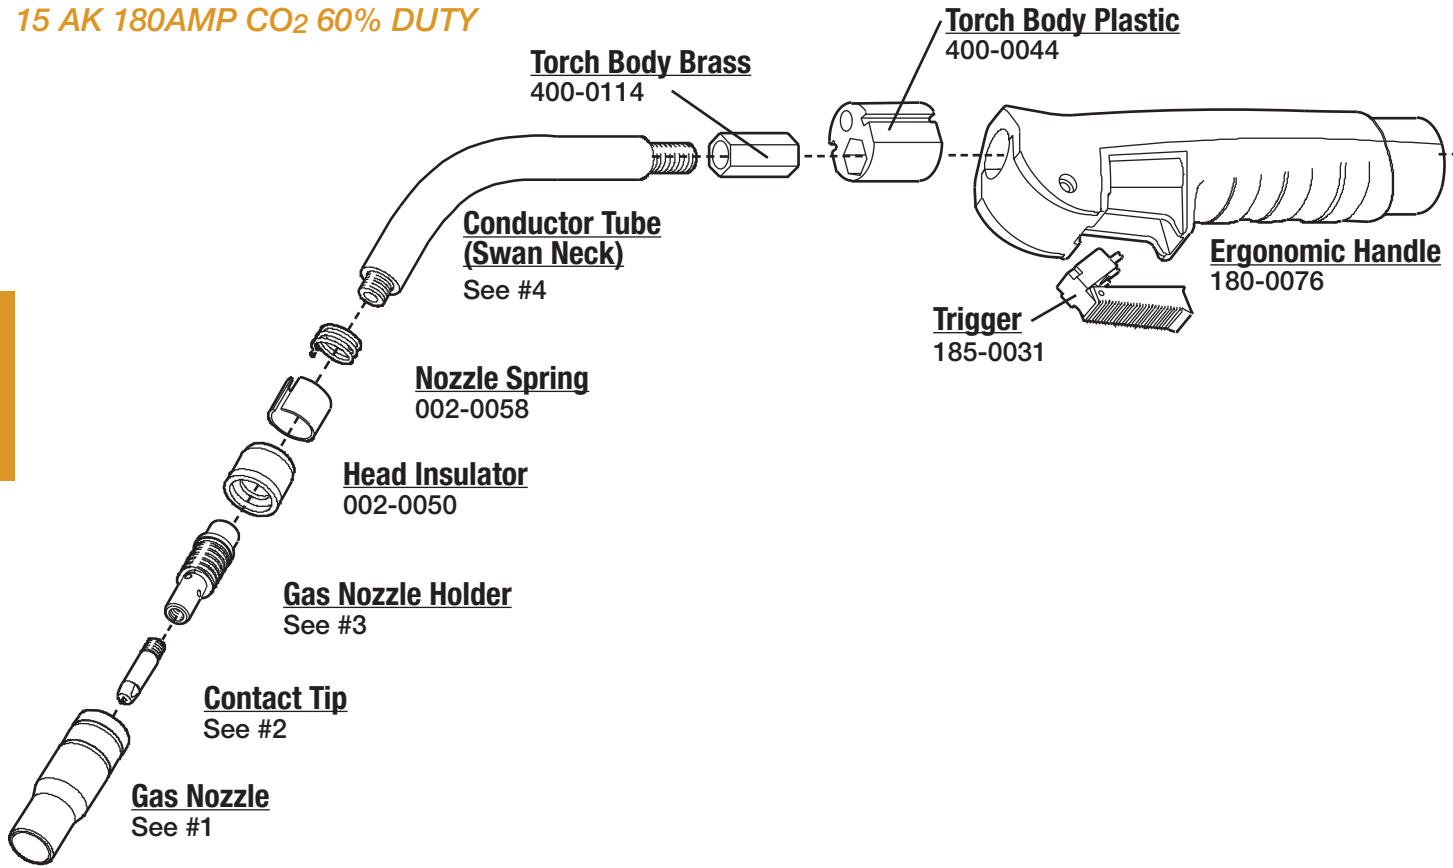 15 AK 180AMP CO2 60% DUTY
Torch Body Plastic
400-0044
Torch Body Brass
400-0114
Conductor Tube
(Swan Neck)
See #4
Ergonomic Handle
180-0076
Trigger
185-0031
Nozzle Spring
002-0058
Head Insulator
002-0050
Gas Nozzle Holder
See #3
Contact Tip
See #2
Gas Nozzle
See #1